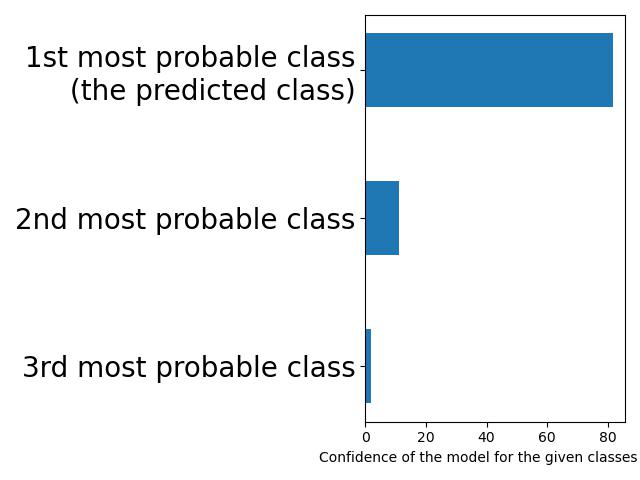 1st most probable class
(the predicted class)
2nd most probable class
3rd most probable class
0 20 40 60 80
Confidence of the model for the given classes